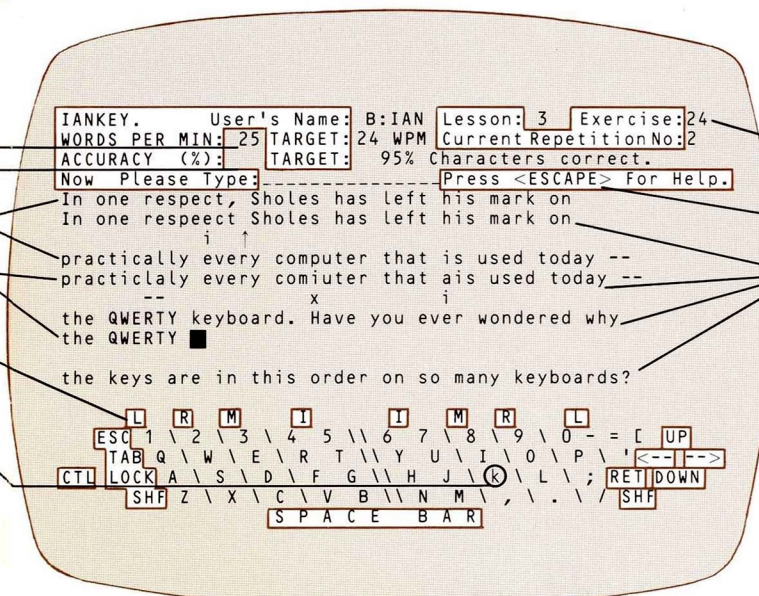 IANKEY. User's Name: B:IAN Lesson: 3 Exercise: 24
WORDS PER MIN: 25 TARGET: 24 WPM Current Repetition No: 2
ACCURACY (%): TARGET: 95% Characters correct.
Now Please Type:_ _ _ _ _ _ _ _ _ _ _ _ _ _ Press <ESCAPE> For Help.
In one respect, Sholes has left his mark on
In one respeect Sholes has left his mark on
i ↑
practically every computer that is used today --
practiclaly every comiuter that ais used today --
-- x i
the QWERTY keyboard. Have you ever wondered why
the QWERTY █
the keys are in this order on so many keyboards?
L R M I I M R L
ESC 1 \ 2 \ 3 \ 4 5 \\ 6 7 \ 8 \ 9 \ 0 - = [ UP
TAB Q \ W \ E \ R T \\ Y U \ I \ O \ P \ ' <-- -->
CTL LOCK A \ S \ D \ F G \\ H J \ k \ L \ ; RET DOWN
SHF Z \ X \ C \ V B \\ N M \ , \ . \ / SHF
SPACE BAR